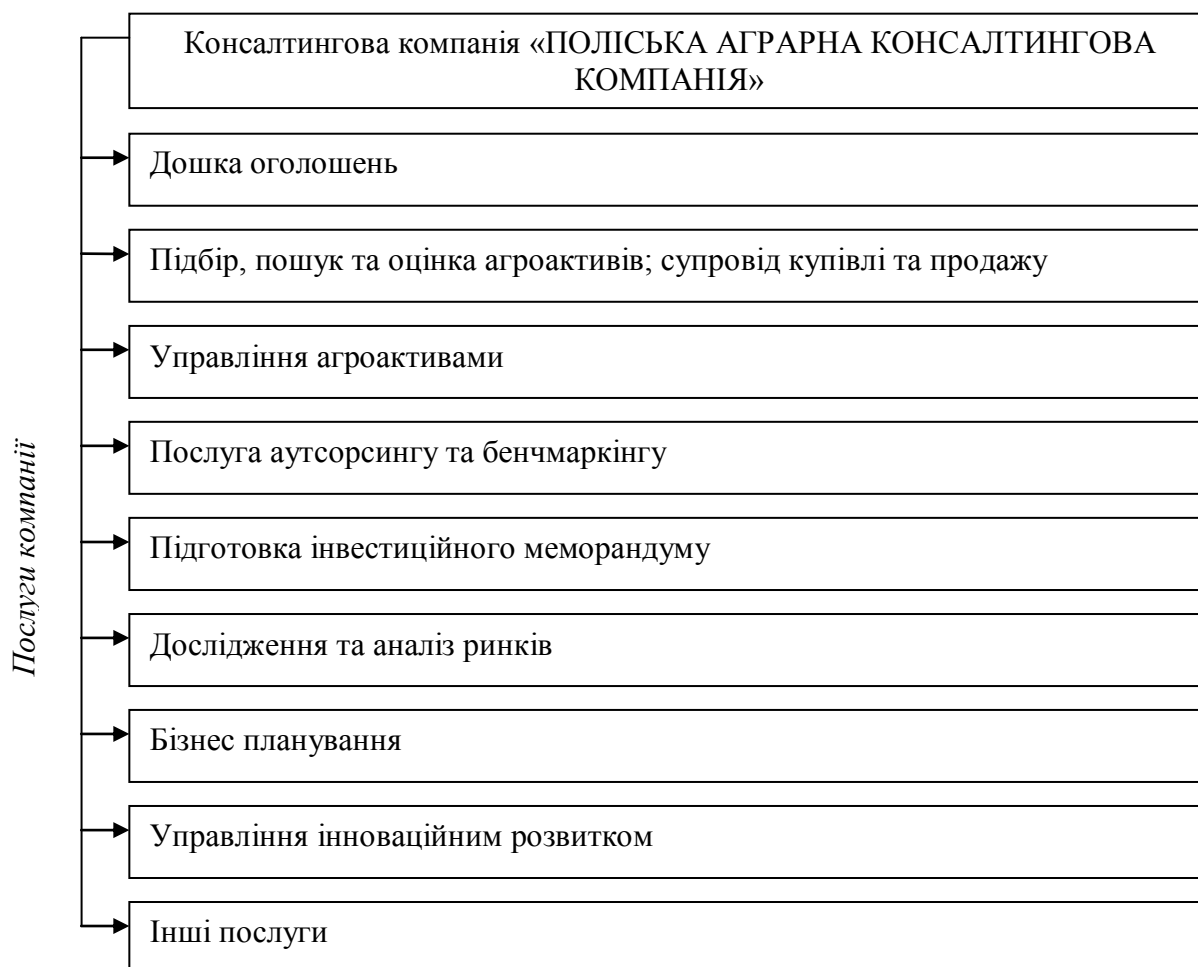 Консалтингова компанія «ПОЛІСЬКА АГРАРНА КОНСАЛТИНГОВА
КОМПАНІЯ»
Дошка оголошень
Підбір, пошук та оцінка агроактивів; супровід купівлі та продажу
Управління агроактивами
Послуга аутсорсингу та бенчмаркінгу
Підготовка інвестиційного меморандуму
Дослідження та аналіз ринків
Бізнес планування
Управління інноваційним розвитком
Інші послуги
Послуги компанії